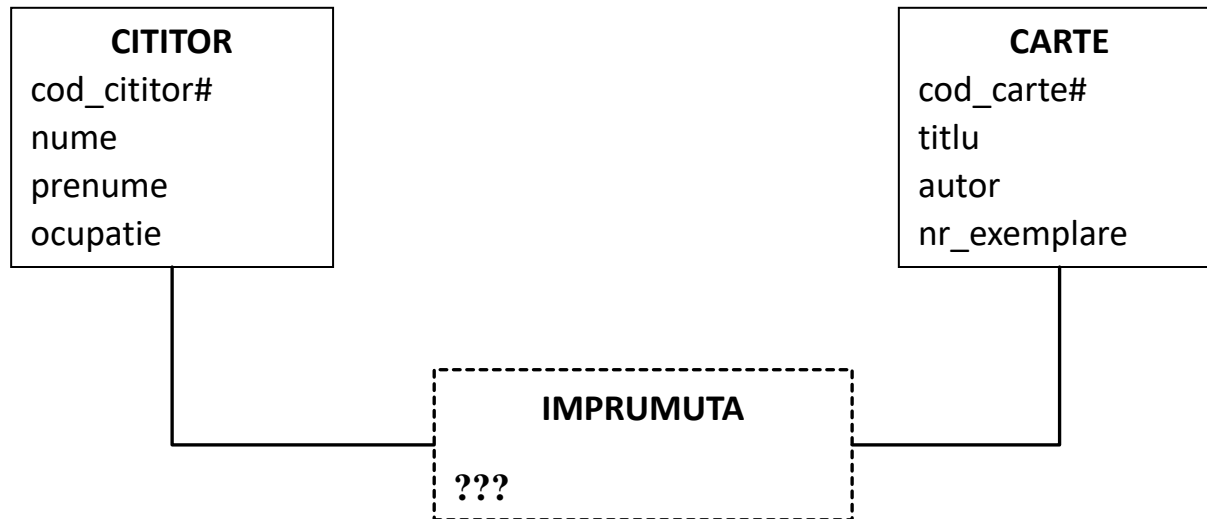 CITITOR
cod_cititor#
nume
prenume
ocupatie
CARTE
cod_carte#
titlu
autor
nr_exemplare
IMPRUMUTA
???